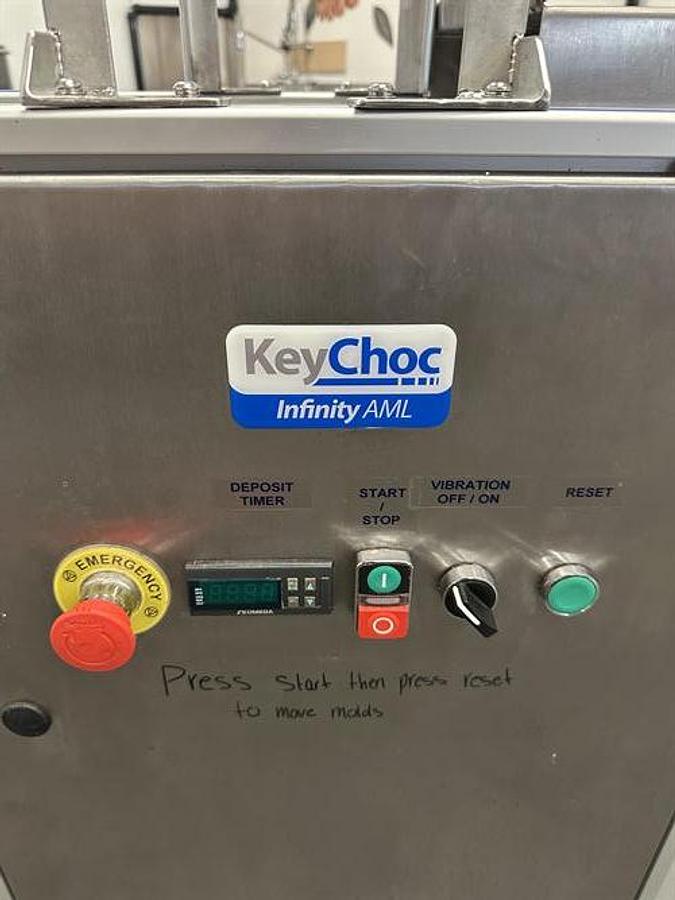 KeyChoc
Infinity AML
DEPOSIT
TIMER
START
/
STOP
VIBRATION
OFF / ON
RESET
EMERGENCY
Press start then press reset
to move molds